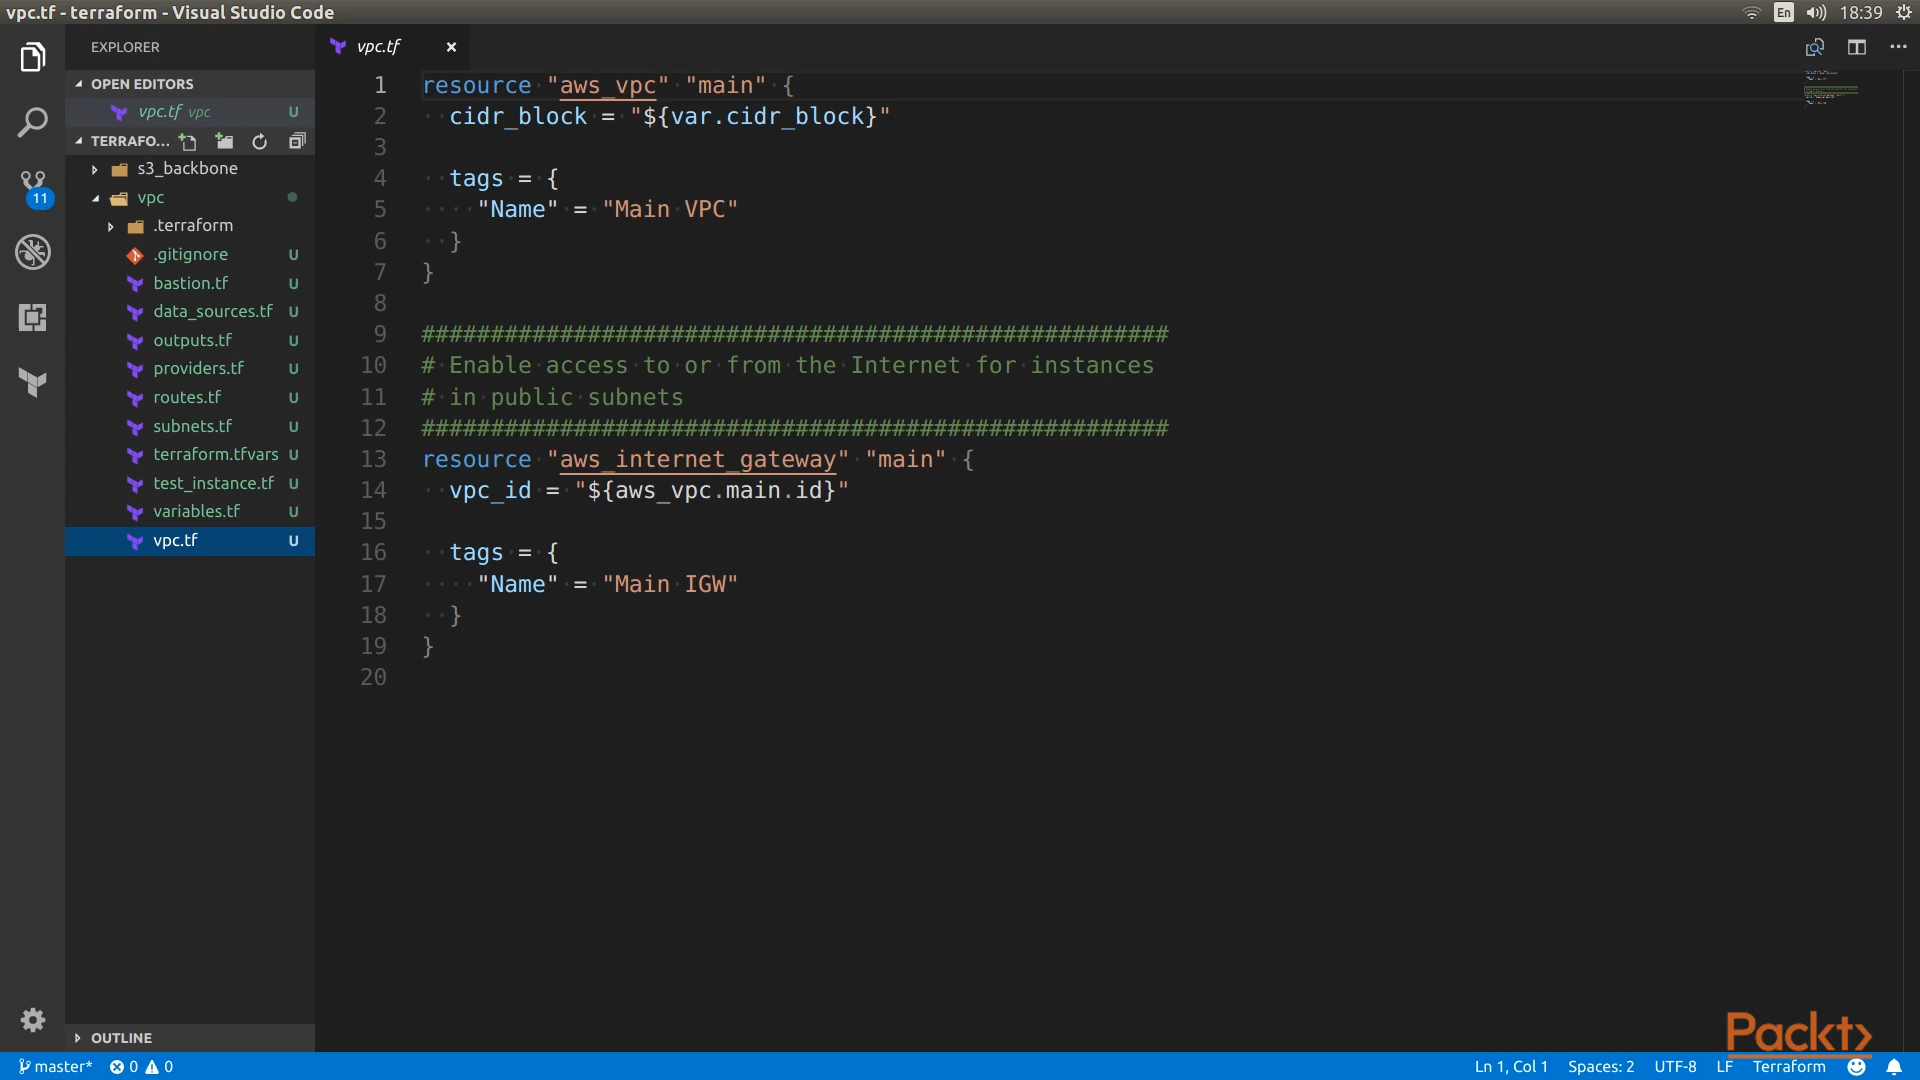 vpc.tf - terraform - Visual Studio Code
En
18:39
EXPLORER
OPEN EDITORS
vpc.tf vpc U
TERRAFO...
s3_backbone
vpc
.terraform
.gitignore U
bastion.tf U
data_sources.tf U
outputs.tf U
providers.tf U
routes.tf U
subnets.tf U
terraform.tfvars U
test_instance.tf U
variables.tf U
vpc.tf U
OUTLINE
11
vpc.tf
1 resource "aws_vpc" "main" {
2 cidr_block = "${var.cidr_block}"
3
4 tags = {
5 "Name" = "Main VPC"
6 }
7 }
8
9 ######################################################
10 # Enable access to or from the Internet for instances
11 # in public subnets
12 ######################################################
13 resource "aws_internet_gateway" "main" {
14 vpc_id = "${aws_vpc.main.id}"
15
16 tags = {
17 "Name" = "Main IGW"
18 }
19 }
20
Packt>
master* 0 0
Ln 1, Col 1 Spaces: 2 UTF-8 LF Terraform